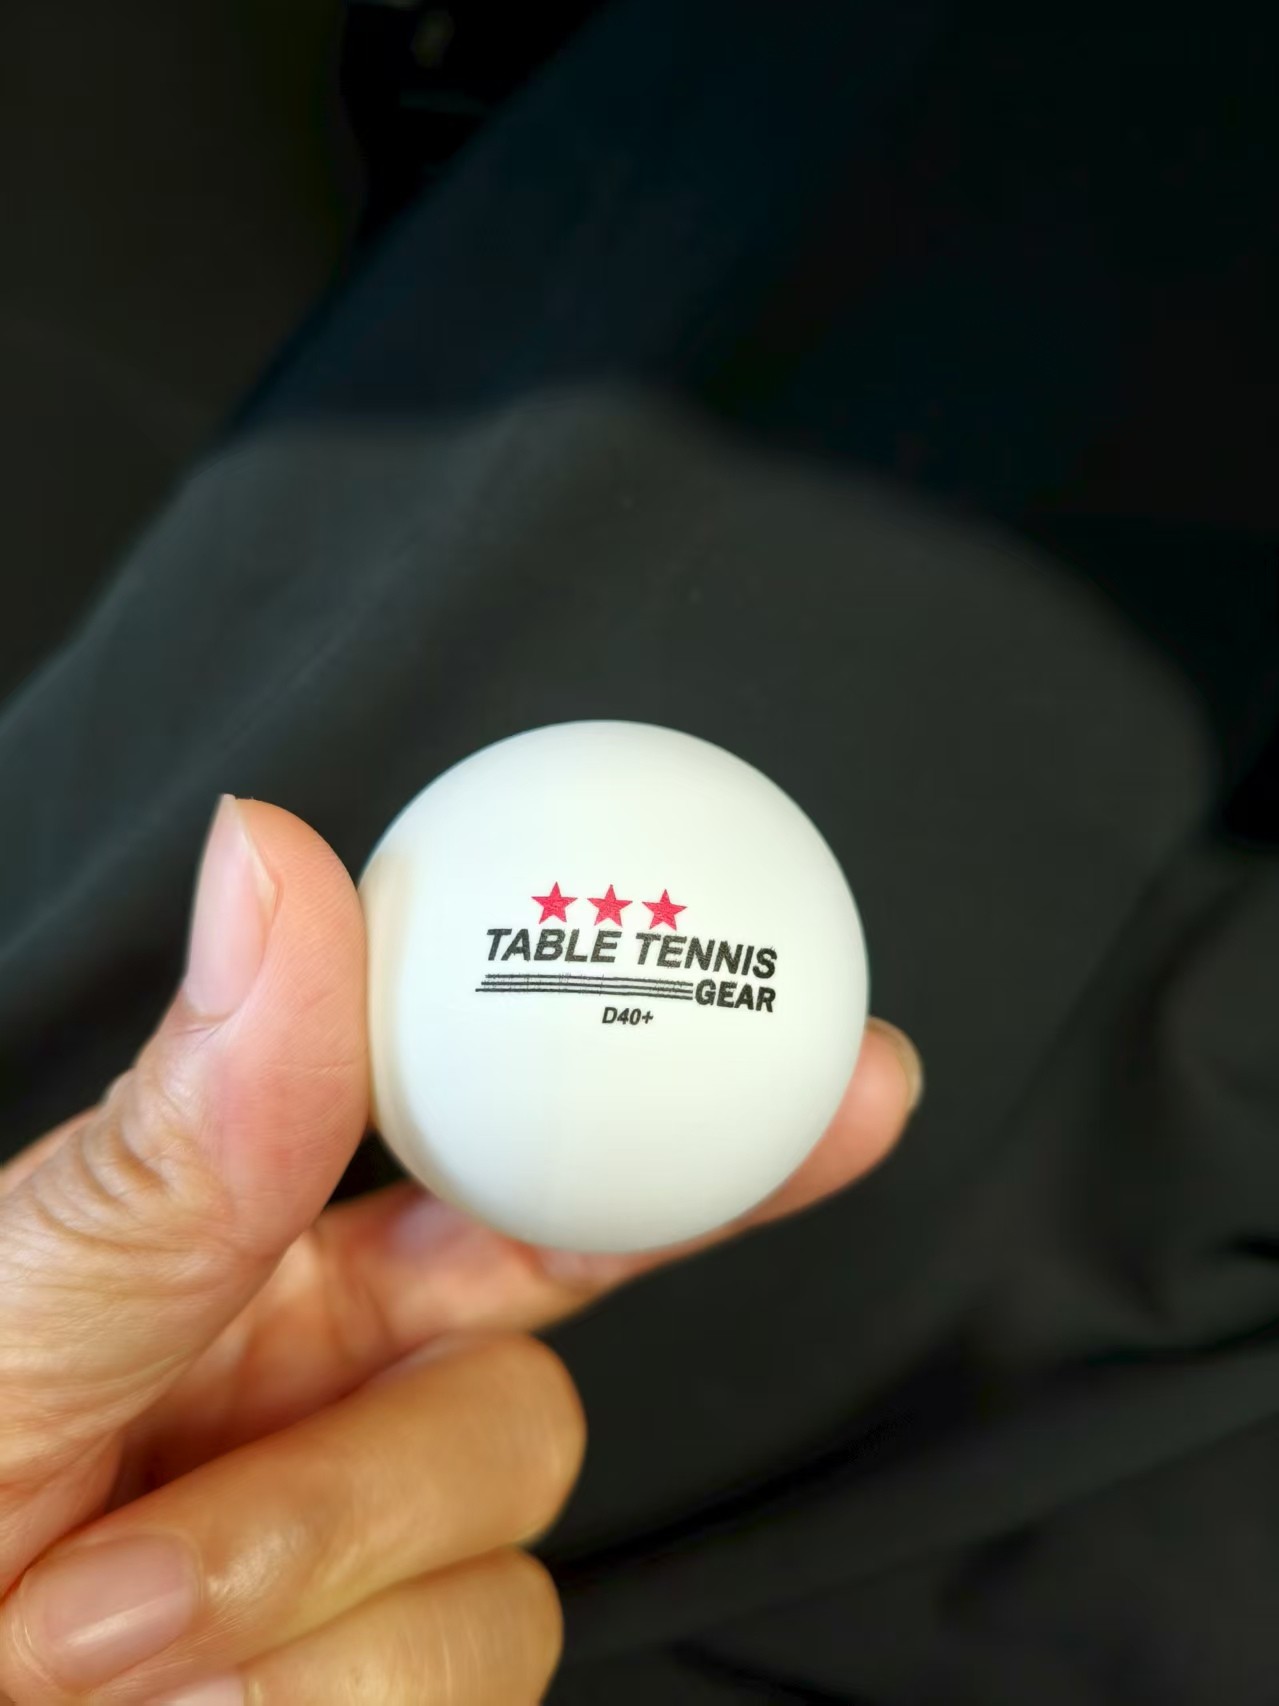 TABLE TENNIS
GEAR
D40+